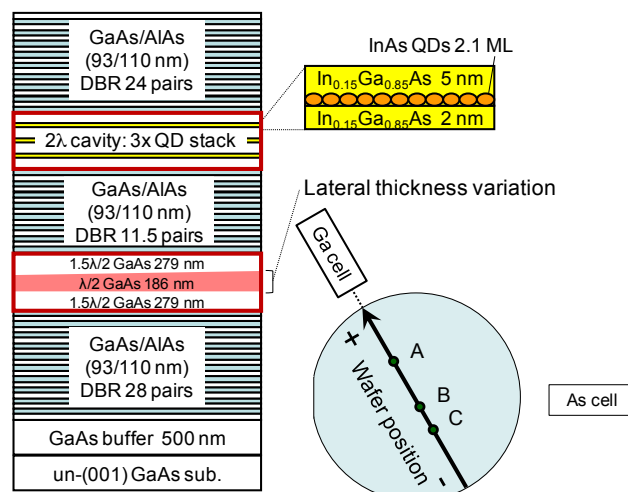 GaAs/AlAs
(93/110 nm)
DBR 24 pairs
InAs QDs 2.1 ML
In0.15Ga0.85As 5 nm
In0.15Ga0.85As 2 nm
2λ cavity: 3x QD stack
GaAs/AlAs
(93/110 nm)
DBR 11.5 pairs
Lateral thickness variation
1.5λ/2 GaAs 279 nm
λ/2 GaAs 186 nm
1.5λ/2 GaAs 279 nm
GaAs/AlAs
(93/110 nm)
DBR 28 pairs
GaAs buffer 500 nm
un-(001) GaAs sub.
Ga cell
+
Wafer position
-
A
B
C
As cell